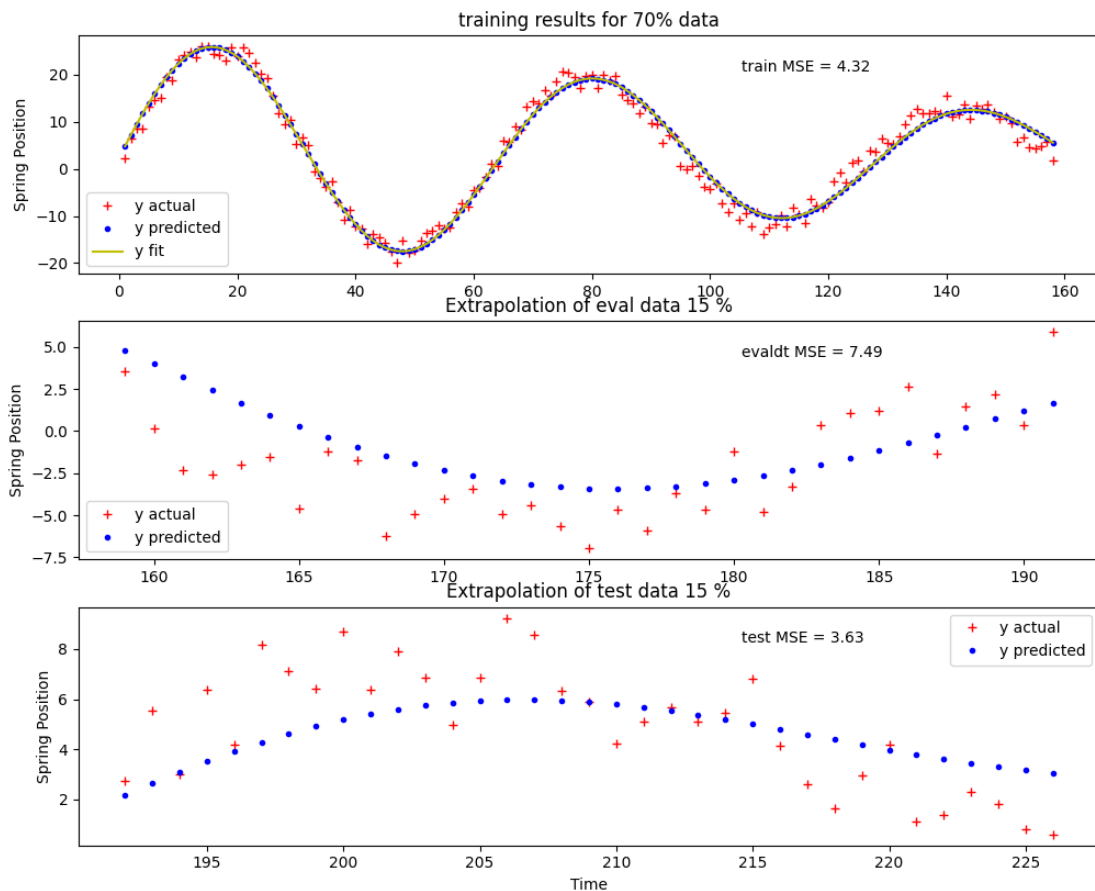 training results for 70% data
Spring Position
20
10
0
−10
−20
train MSE = 4.32
y actual
y predicted
y fit
0 20 40 60 80 100 120 140 160
Extrapolation of eval data 15 %
Spring Position
5.0
2.5
0.0
−2.5
−5.0
−7.5
evaldt MSE = 7.49
y actual
y predicted
160 165 170 175 180 185 190
Extrapolation of test data 15 %
Spring Position
8
6
4
2
test MSE = 3.63
y actual
y predicted
195 200 205 210 215 220 225
Time